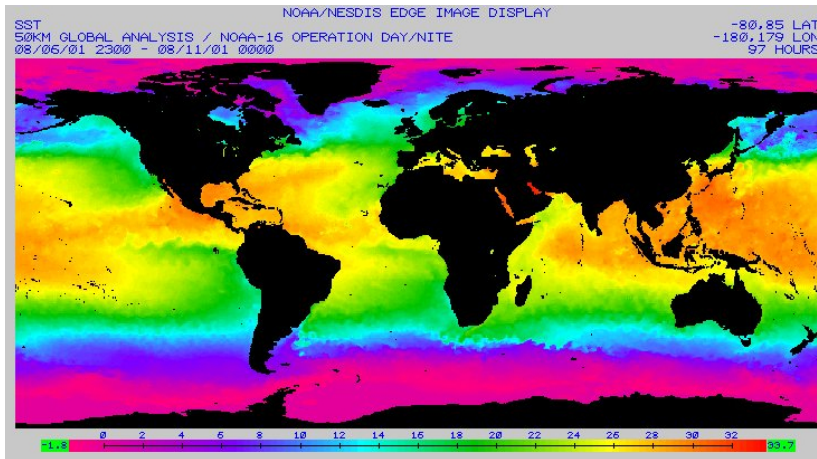 NOAA/NESDIS EDGE IMAGE DISPLAY
SST -80,85 LAT
50KM GLOBAL ANALYSIS / NOAA-16 OPERATION DAY/NITE -180,179 LON
08/06/01 2300 - 08/11/01 0000 97 HOURS
-1.8 0 2 4 6 8 10 12 14 16 18 20 22 24 26 28 30 32 33.7